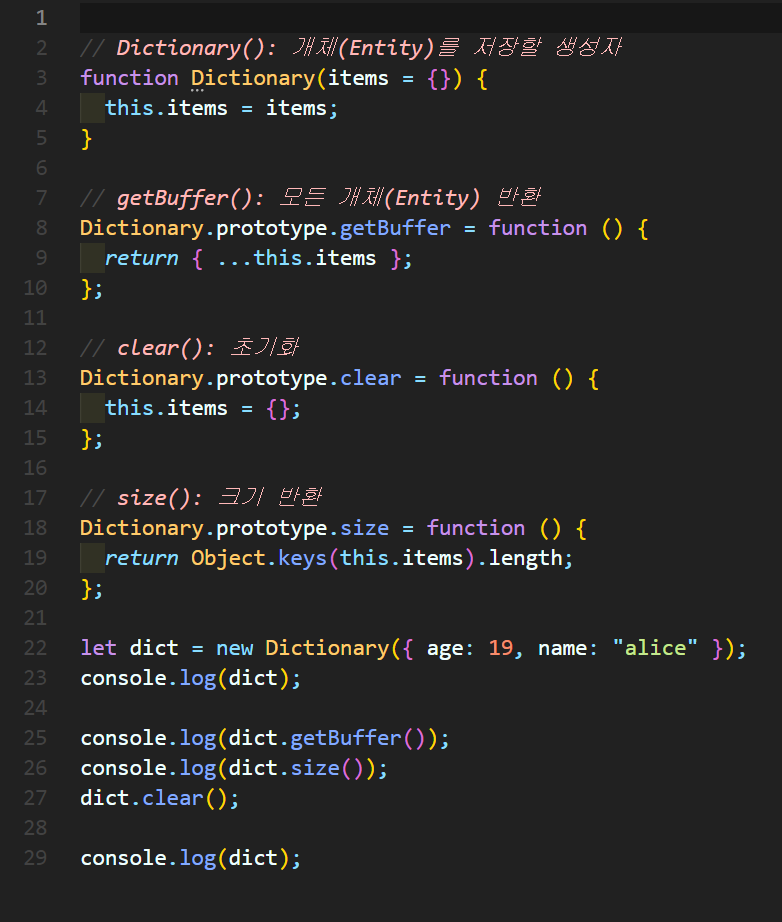 1
2 // Dictionary(): 개체(Entity)를 저장할 생성자
3 function Dictionary(items = {}) {
4   this.items = items;
5 }
6
7 // getBuffer(): 모든 개체(Entity) 반환
8 Dictionary.prototype.getBuffer = function () {
9   return { ...this.items };
10 };
11
12 // clear(): 초기화
13 Dictionary.prototype.clear = function () {
14   this.items = {};
15 };
16
17 // size(): 크기 반환
18 Dictionary.prototype.size = function () {
19   return Object.keys(this.items).length;
20 };
21
22 let dict = new Dictionary({ age: 19, name: "alice" });
23 console.log(dict);
24
25 console.log(dict.getBuffer());
26 console.log(dict.size());
27 dict.clear();
28
29 console.log(dict);